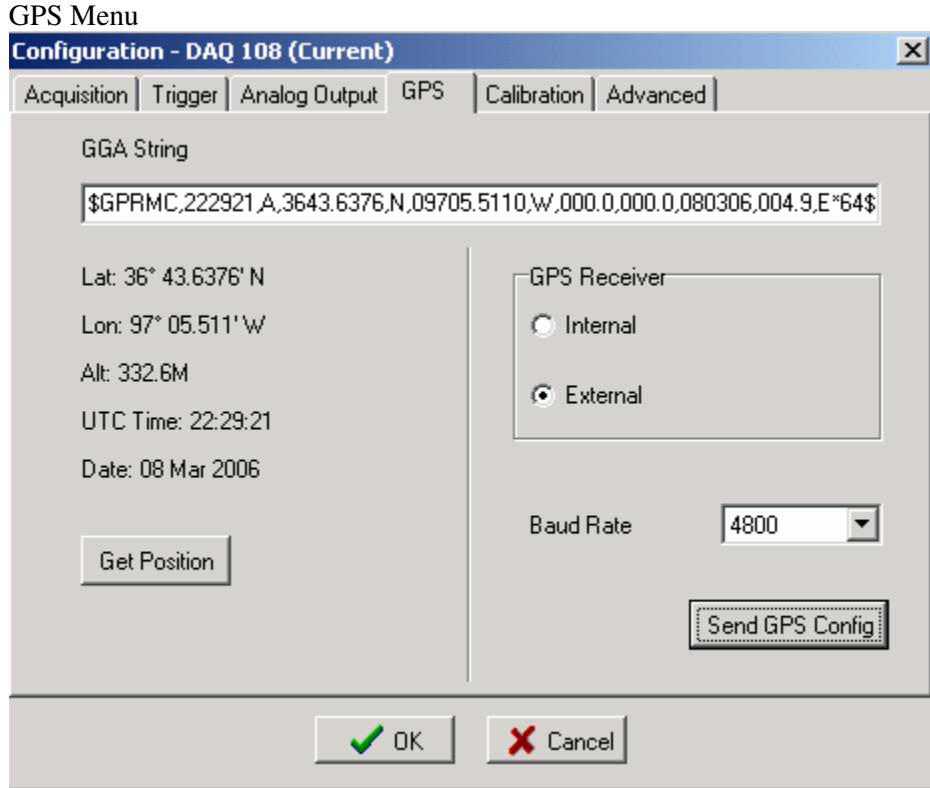 GPS Menu
Configuration - DAQ 108 (Current)
Acquisition Trigger Analog Output GPS Calibration Advanced
GGA String
$GPRMC,222921,A,3643.6376,N,09705.5110,W,000.0,000.0,080306,004.9,E*64$
Lat: 36° 43.6376' N
Lon: 97° 05.511' W
Alt: 332.6M
UTC Time: 22:29:21
Date: 08 Mar 2006
Get Position
GPS Receiver
Internal
External
Baud Rate 4800
Send GPS Config
OK Cancel